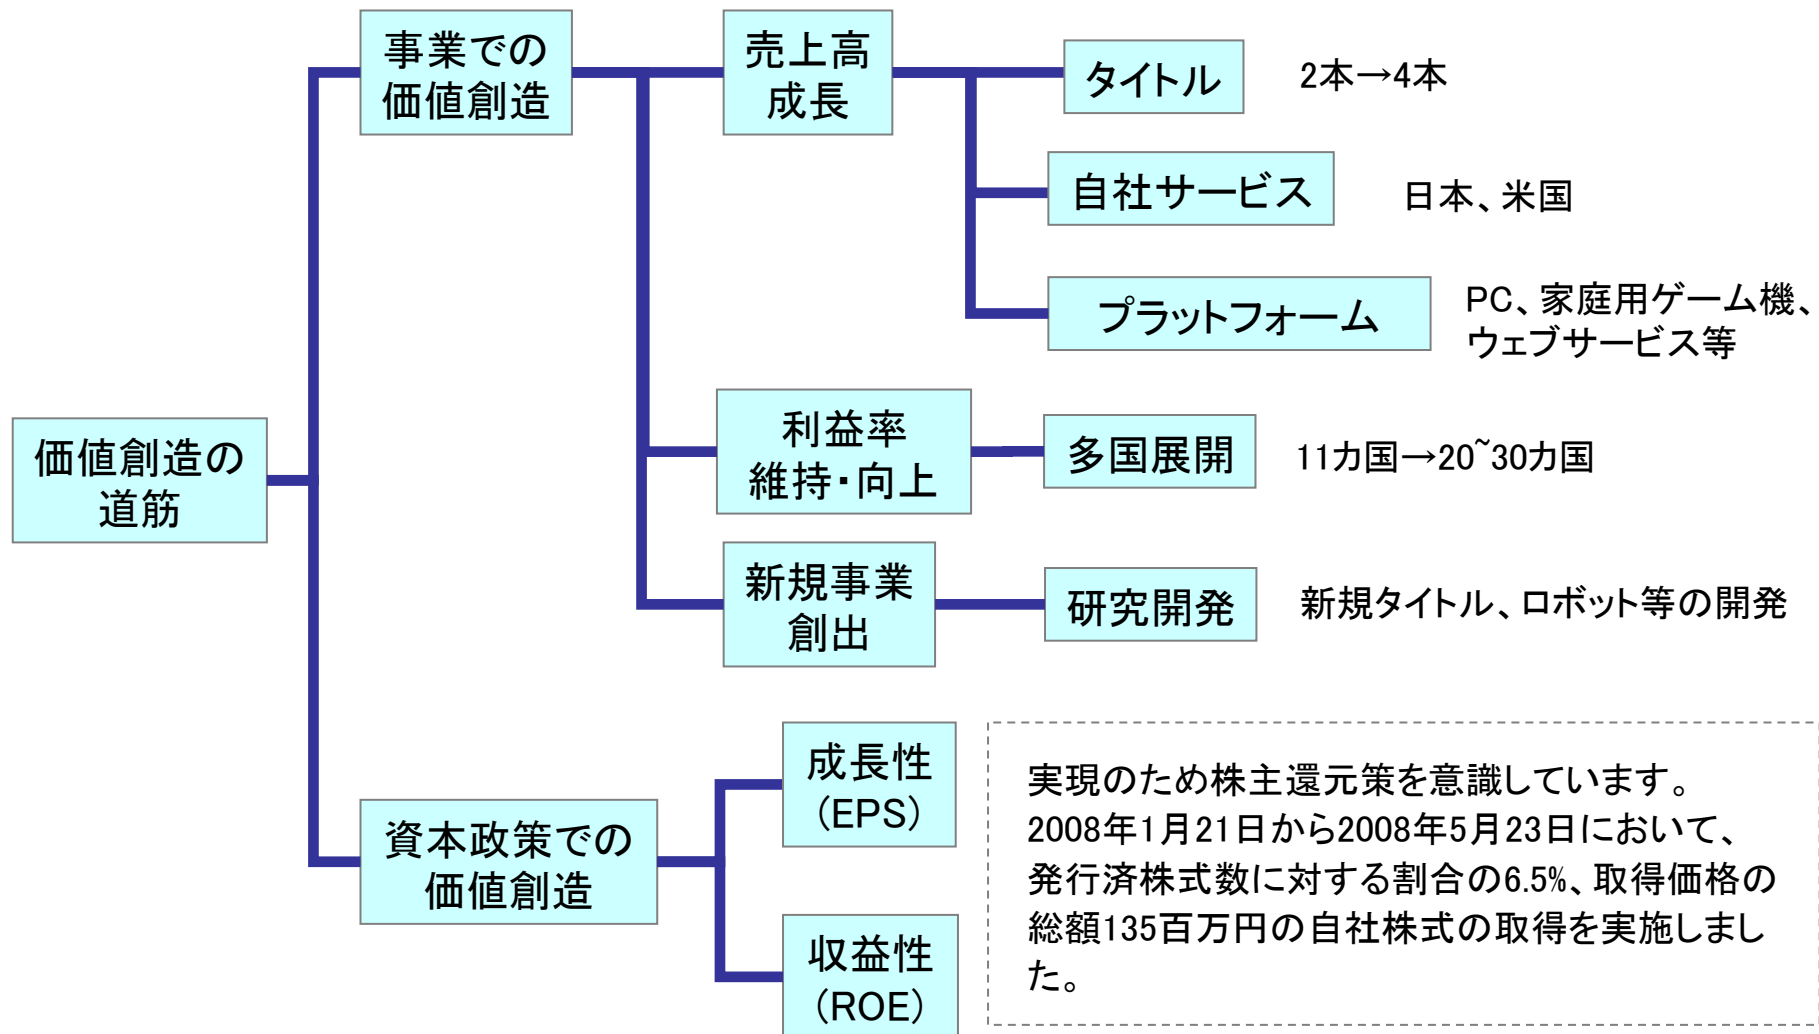 価値創造の
道筋
事業での
価値創造
売上高
成長
タイトル
2本→4本
自社サービス
日本、米国
プラットフォーム
PC、家庭用ゲーム機、
ウェブサービス等
利益率
維持・向上
多国展開
11カ国→20~30カ国
新規事業
創出
研究開発
新規タイトル、ロボット等の開発
資本政策での
価値創造
成長性
(EPS)
収益性
(ROE)
実現のため株主還元策を意識しています。
2008年1月21日から2008年5月23日において、
発行済株式数に対する割合の6.5%、取得価格の
総額135百万円の自社株式の取得を実施しまし
た。